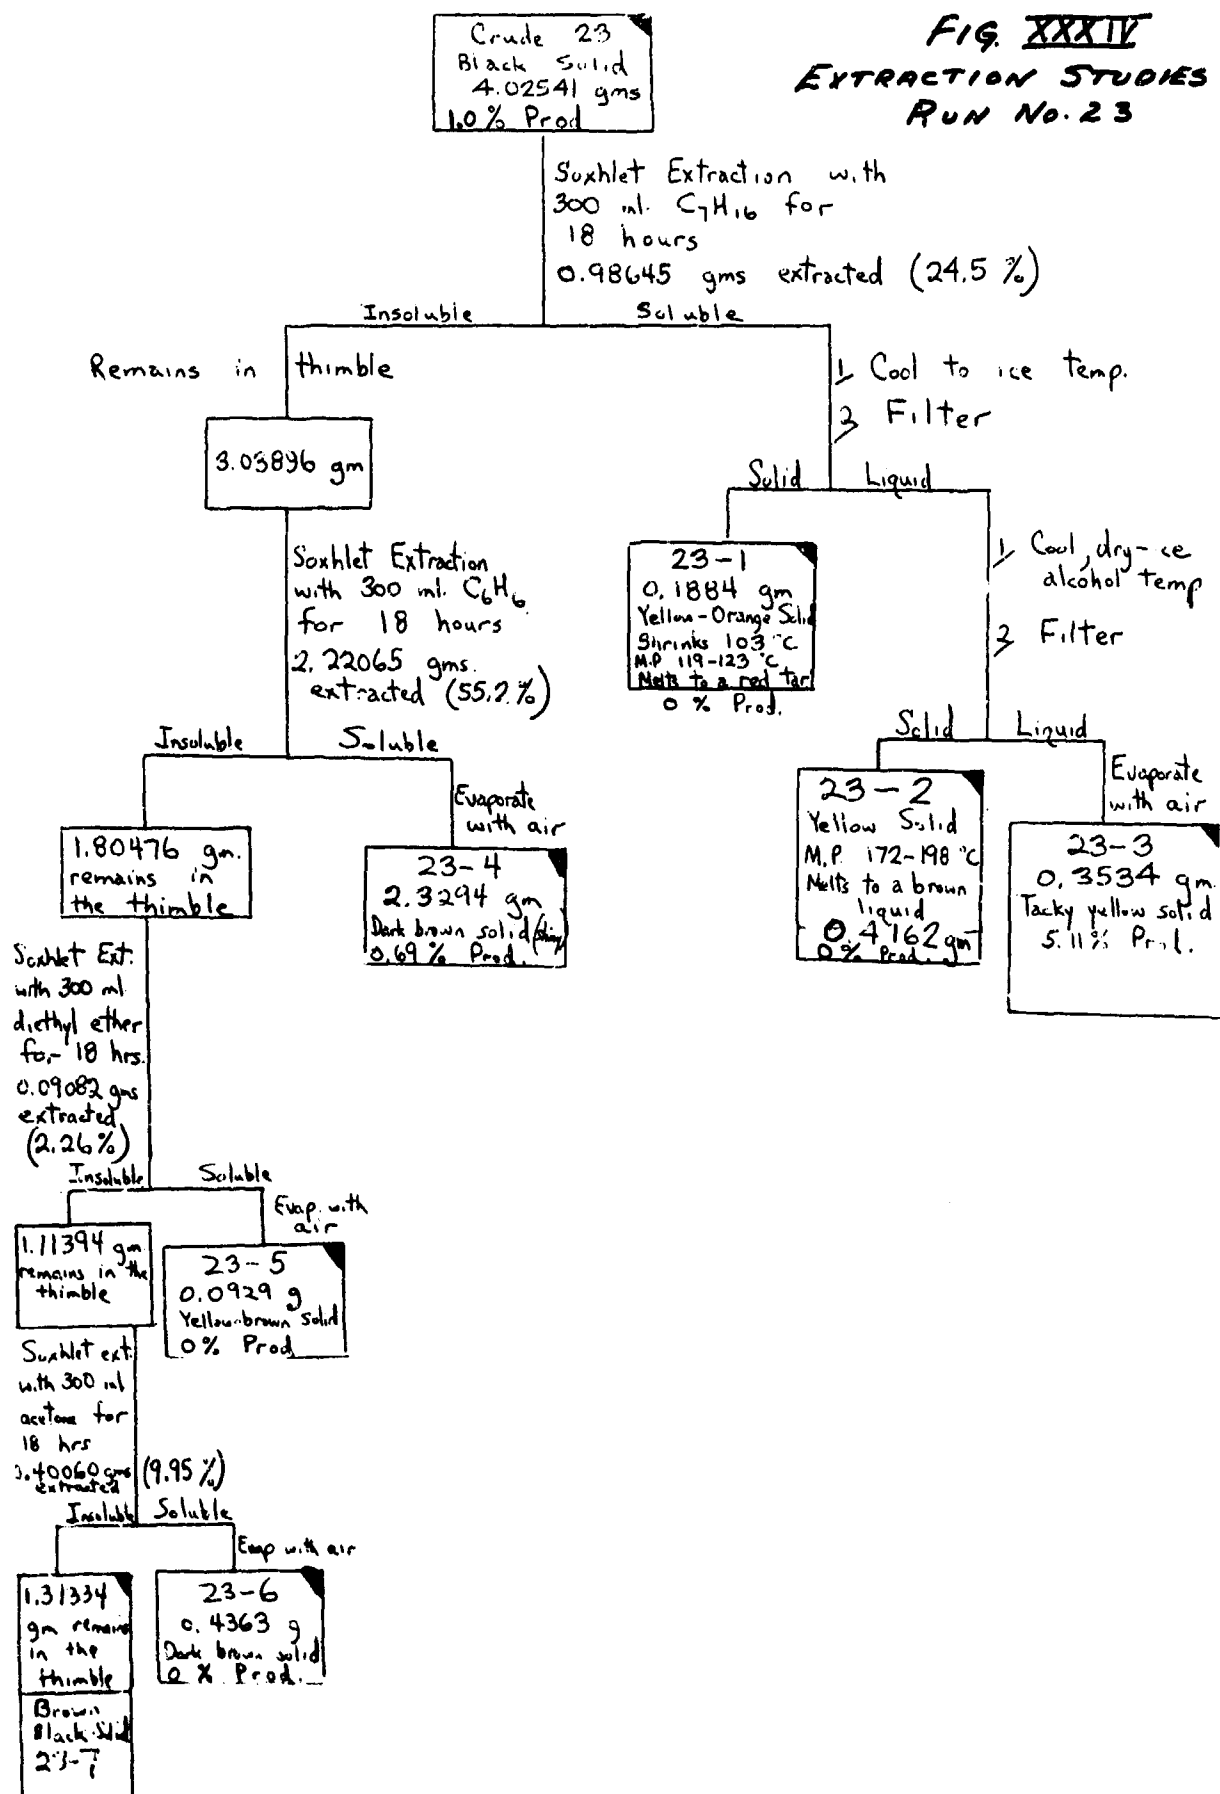 FIG. XXXIV
EXTRACTION STUDIES
RUN No. 23
Crude 23
Black Solid
4.02541 gms
1.0 % Prod
Soxhlet Extraction with
300 ml. C₇H₁₆ for
18 hours
0.98645 gms extracted (24.5 %)
Insoluble
Soluble
Remains in thimble
3.03896 gm
1, Cool to ice temp.
2, Filter
Solid
Liquid
23-1
0.1884 gm
Yellow-Orange Solid
Shrinks 103 °C
M.P 119-123 °C
Melts to a red tar
0 % Prod.
1, Cool, dry-ice
alcohol temp
2, Filter
Solid
Liquid
23-2
Yellow Solid
M.P. 172-198 °C
Melts to a brown
liquid
0.4162 gm
0 % Prod.
Evaporate
with air
23-3
0.3534 gm
Tacky yellow solid
5.11% Prod.
Soxhlet Extraction
with 300 ml. C₆H₆
for 18 hours
2.22065 gms.
extracted (55.2 %)
Insoluble
Soluble
1.80476 gm.
remains in
the thimble
Evaporate
with air
23-4
2.3294 gm
Dark brown solid (shiny)
0.69 % Prod.
Soxhlet Ext.
with 300 ml
diethyl ether
for 18 hrs.
0.09082 gms
extracted
(2.26%)
Insoluble
Soluble
1.71394 gm
remains in the
thimble
Evap. with
air
23-5
0.0929 g
Yellow-brown solid
0 % Prod
Soxhlet ext.
with 300 ml
acetone for
18 hrs
.40060 gms (9.95 %)
extracted
Insoluble
Soluble
1.31334
gm remains
in the
thimble
Brown
Black Solid
23-7
Evap with air
23-6
0.4363 g
Dark brown solid
0 % Prod.